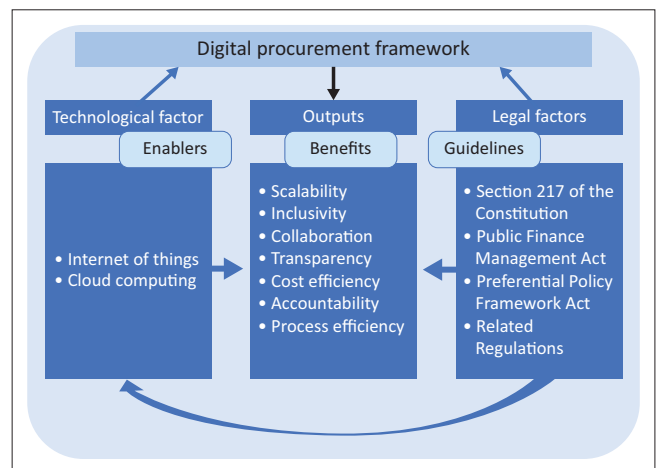 Digital procurement framework
Technological factor
Enablers
• Internet of things
• Cloud computing
Outputs
Benefits
• Scalability
• Inclusivity
• Collaboration
• Transparency
• Cost efficiency
• Accountability
• Process efficiency
Legal factors
Guidelines
• Section 217 of the
Constitution
• Public Finance
Management Act
• Preferential Policy
Framework Act
• Related
Regulations